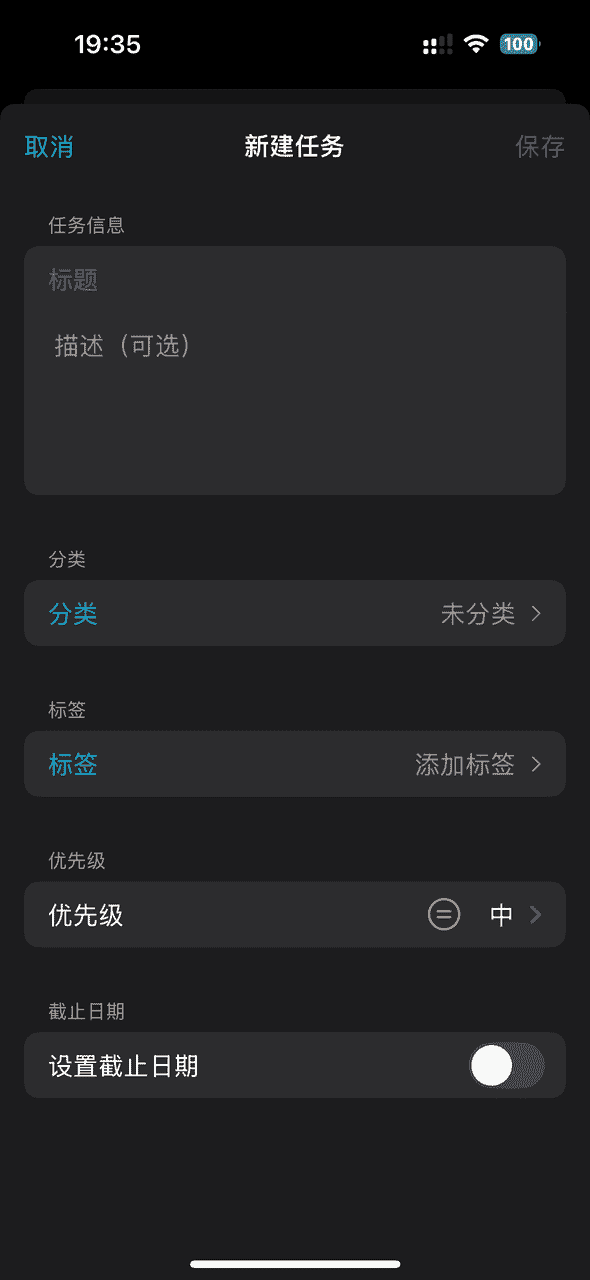 19:35
100
取消 新建任务 保存
任务信息
标题
描述（可选）
分类
分类 未分类
标签
标签 添加标签
优先级
优先级 中
截止日期
设置截止日期